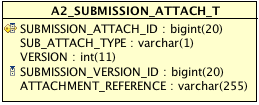 A2_SUBMISSION_ATTACH_T
SUBMISSION_ATTACH_ID : bigint(20)
SUB_ATTACH_TYPE : varchar(1)
VERSION : int(11)
SUBMISSION_VERSION_ID : bigint(20)
ATTACHMENT_REFERENCE : varchar(255)